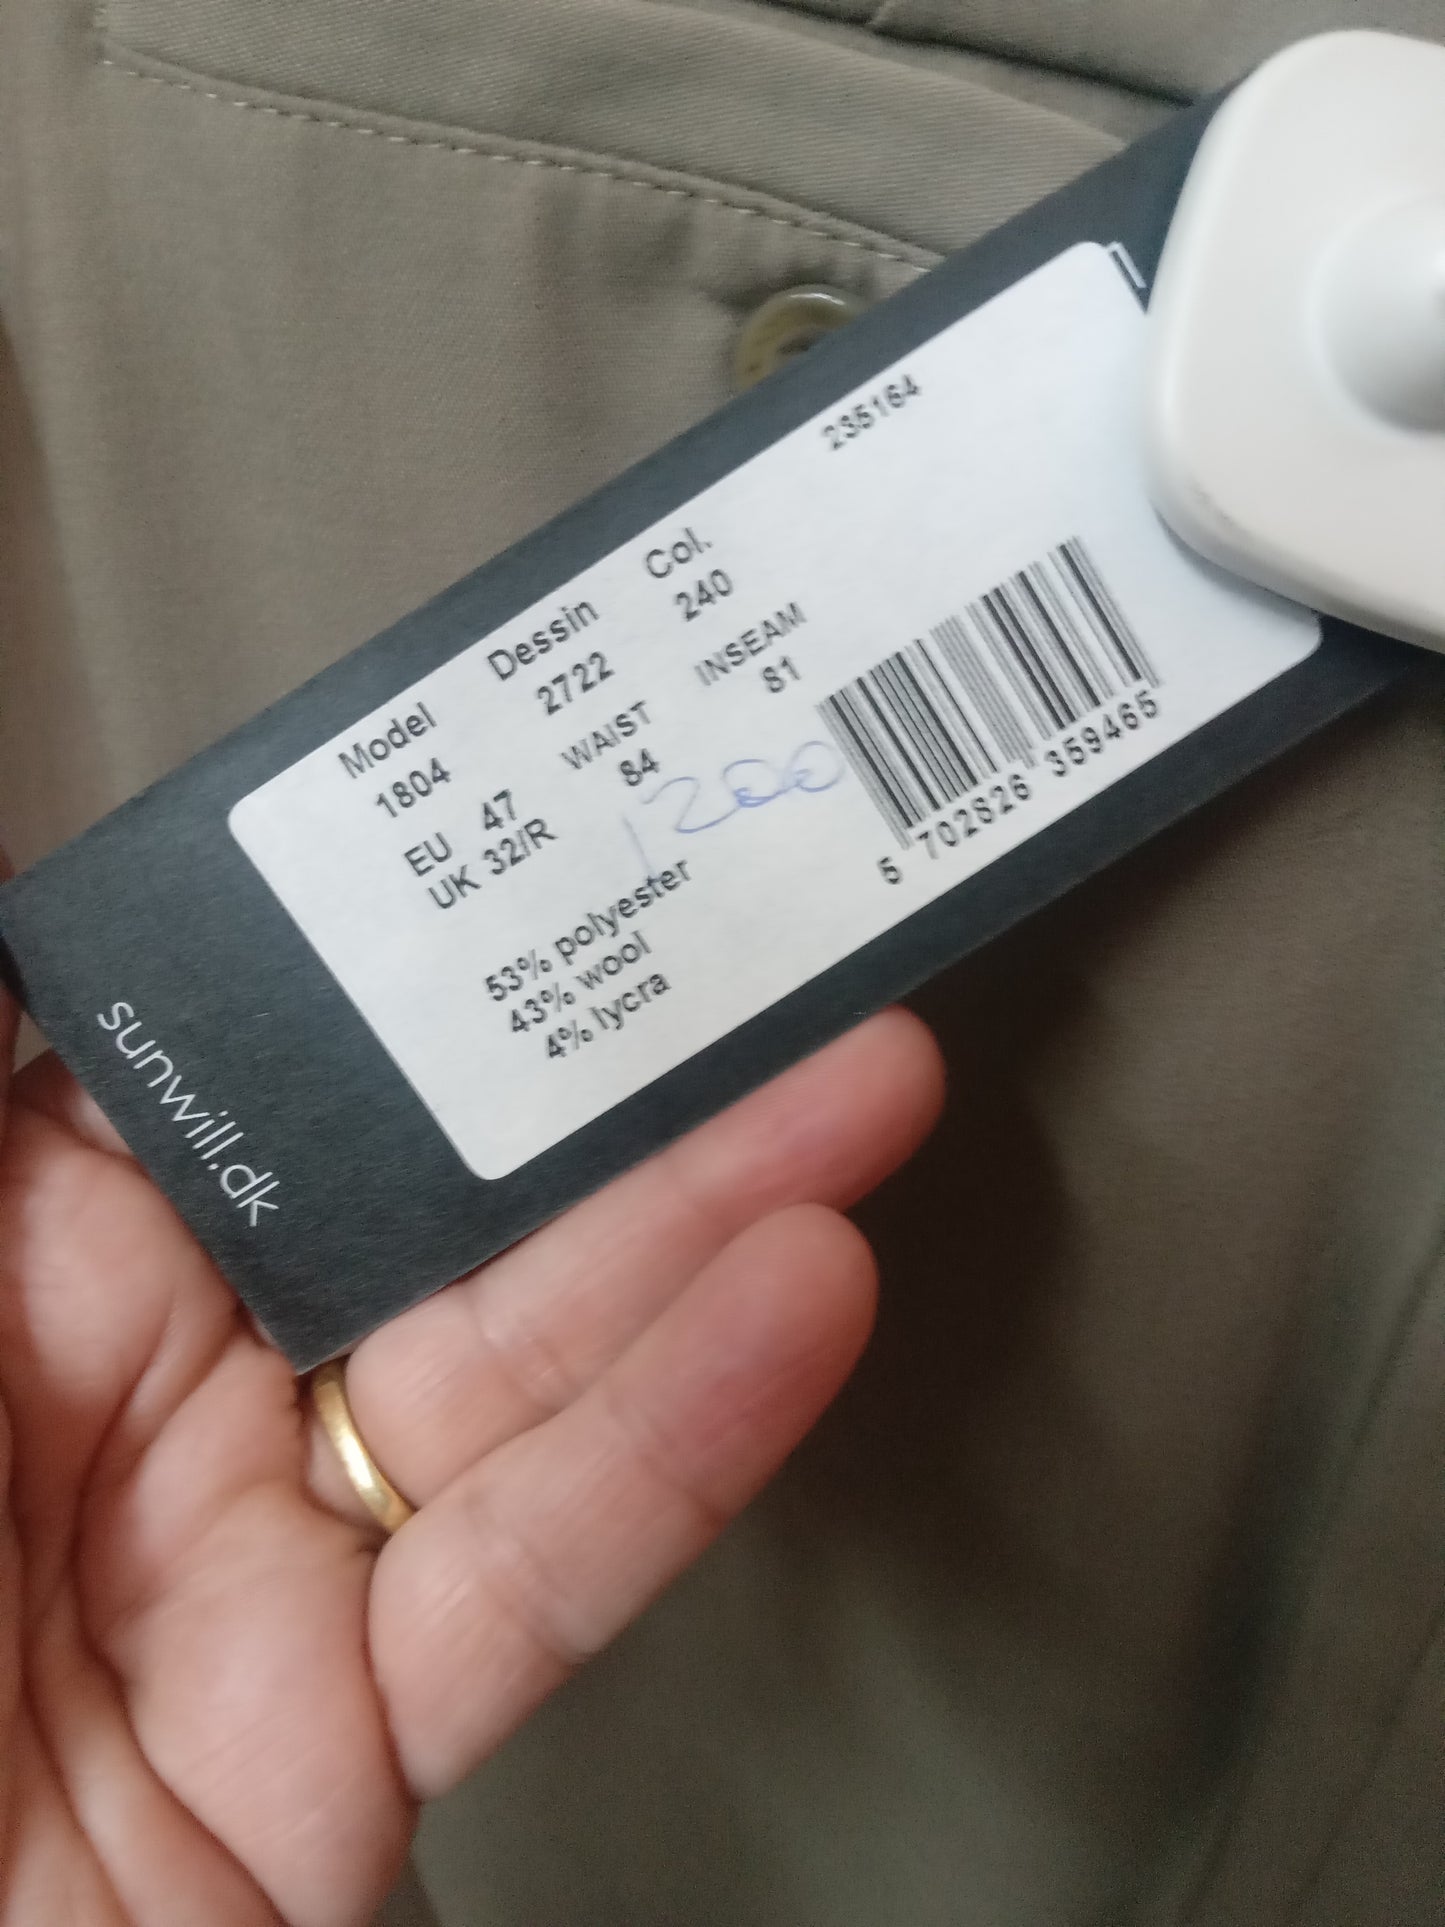 235164
Model Dessin Col.
1804 2722 240
EU 47 WAIST INSEAM
UK 32/R 84 81
1200
53% polyester
43% wool
4% lycra
5 702826 359465
sunwill.dk